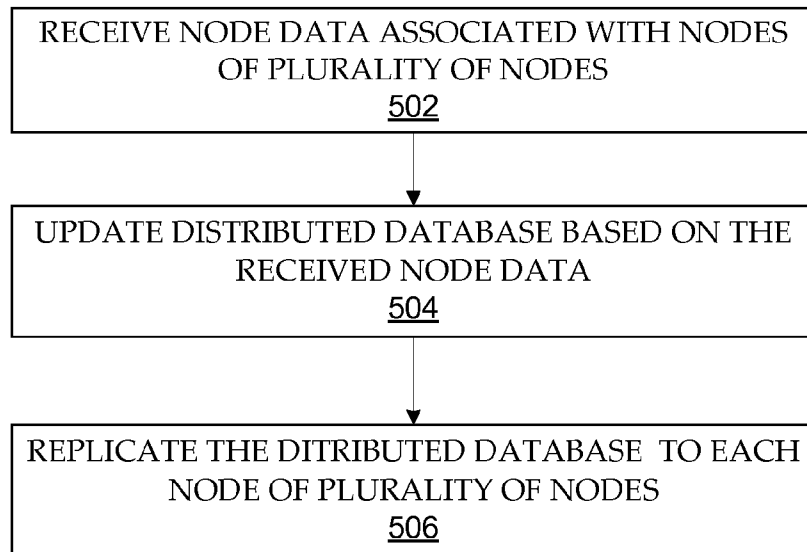 RECEIVE NODE DATA ASSOCIATED WITH NODES
OF PLURALITY OF NODES
502
UPDATE DISTRIBUTED DATABASE BASED ON THE
RECEIVED NODE DATA
504
REPLICATE THE DITRIBUTED DATABASE TO EACH
NODE OF PLURALITY OF NODES
506